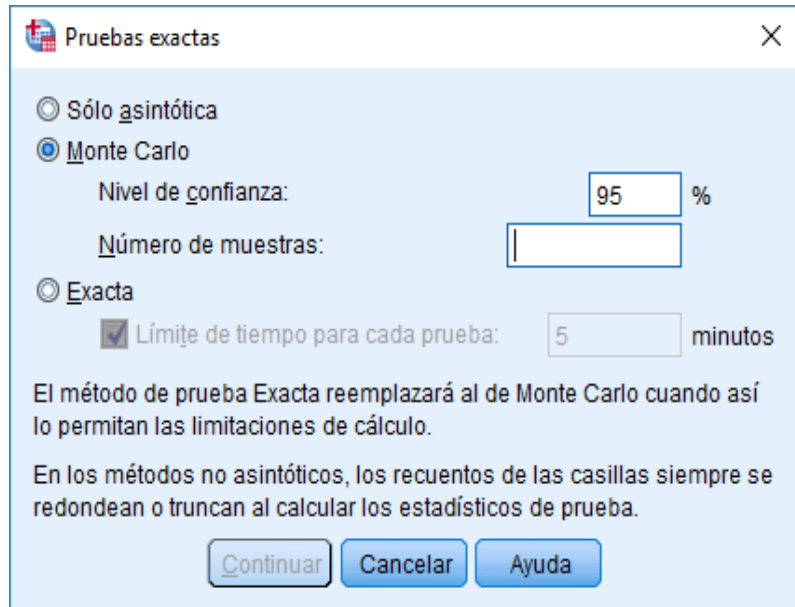 Pruebas exactas
Sólo asintótica
Monte Carlo
Nivel de confianza: 95 %
Número de muestras:
Exacta
Límite de tiempo para cada prueba: 5 minutos
El método de prueba Exacta reemplazará al de Monte Carlo cuando así
lo permitan las limitaciones de cálculo.
En los métodos no asintóticos, los recuentos de las casillas siempre se
redondean o truncan al calcular los estadísticos de prueba.
Continuar Cancelar Ayuda